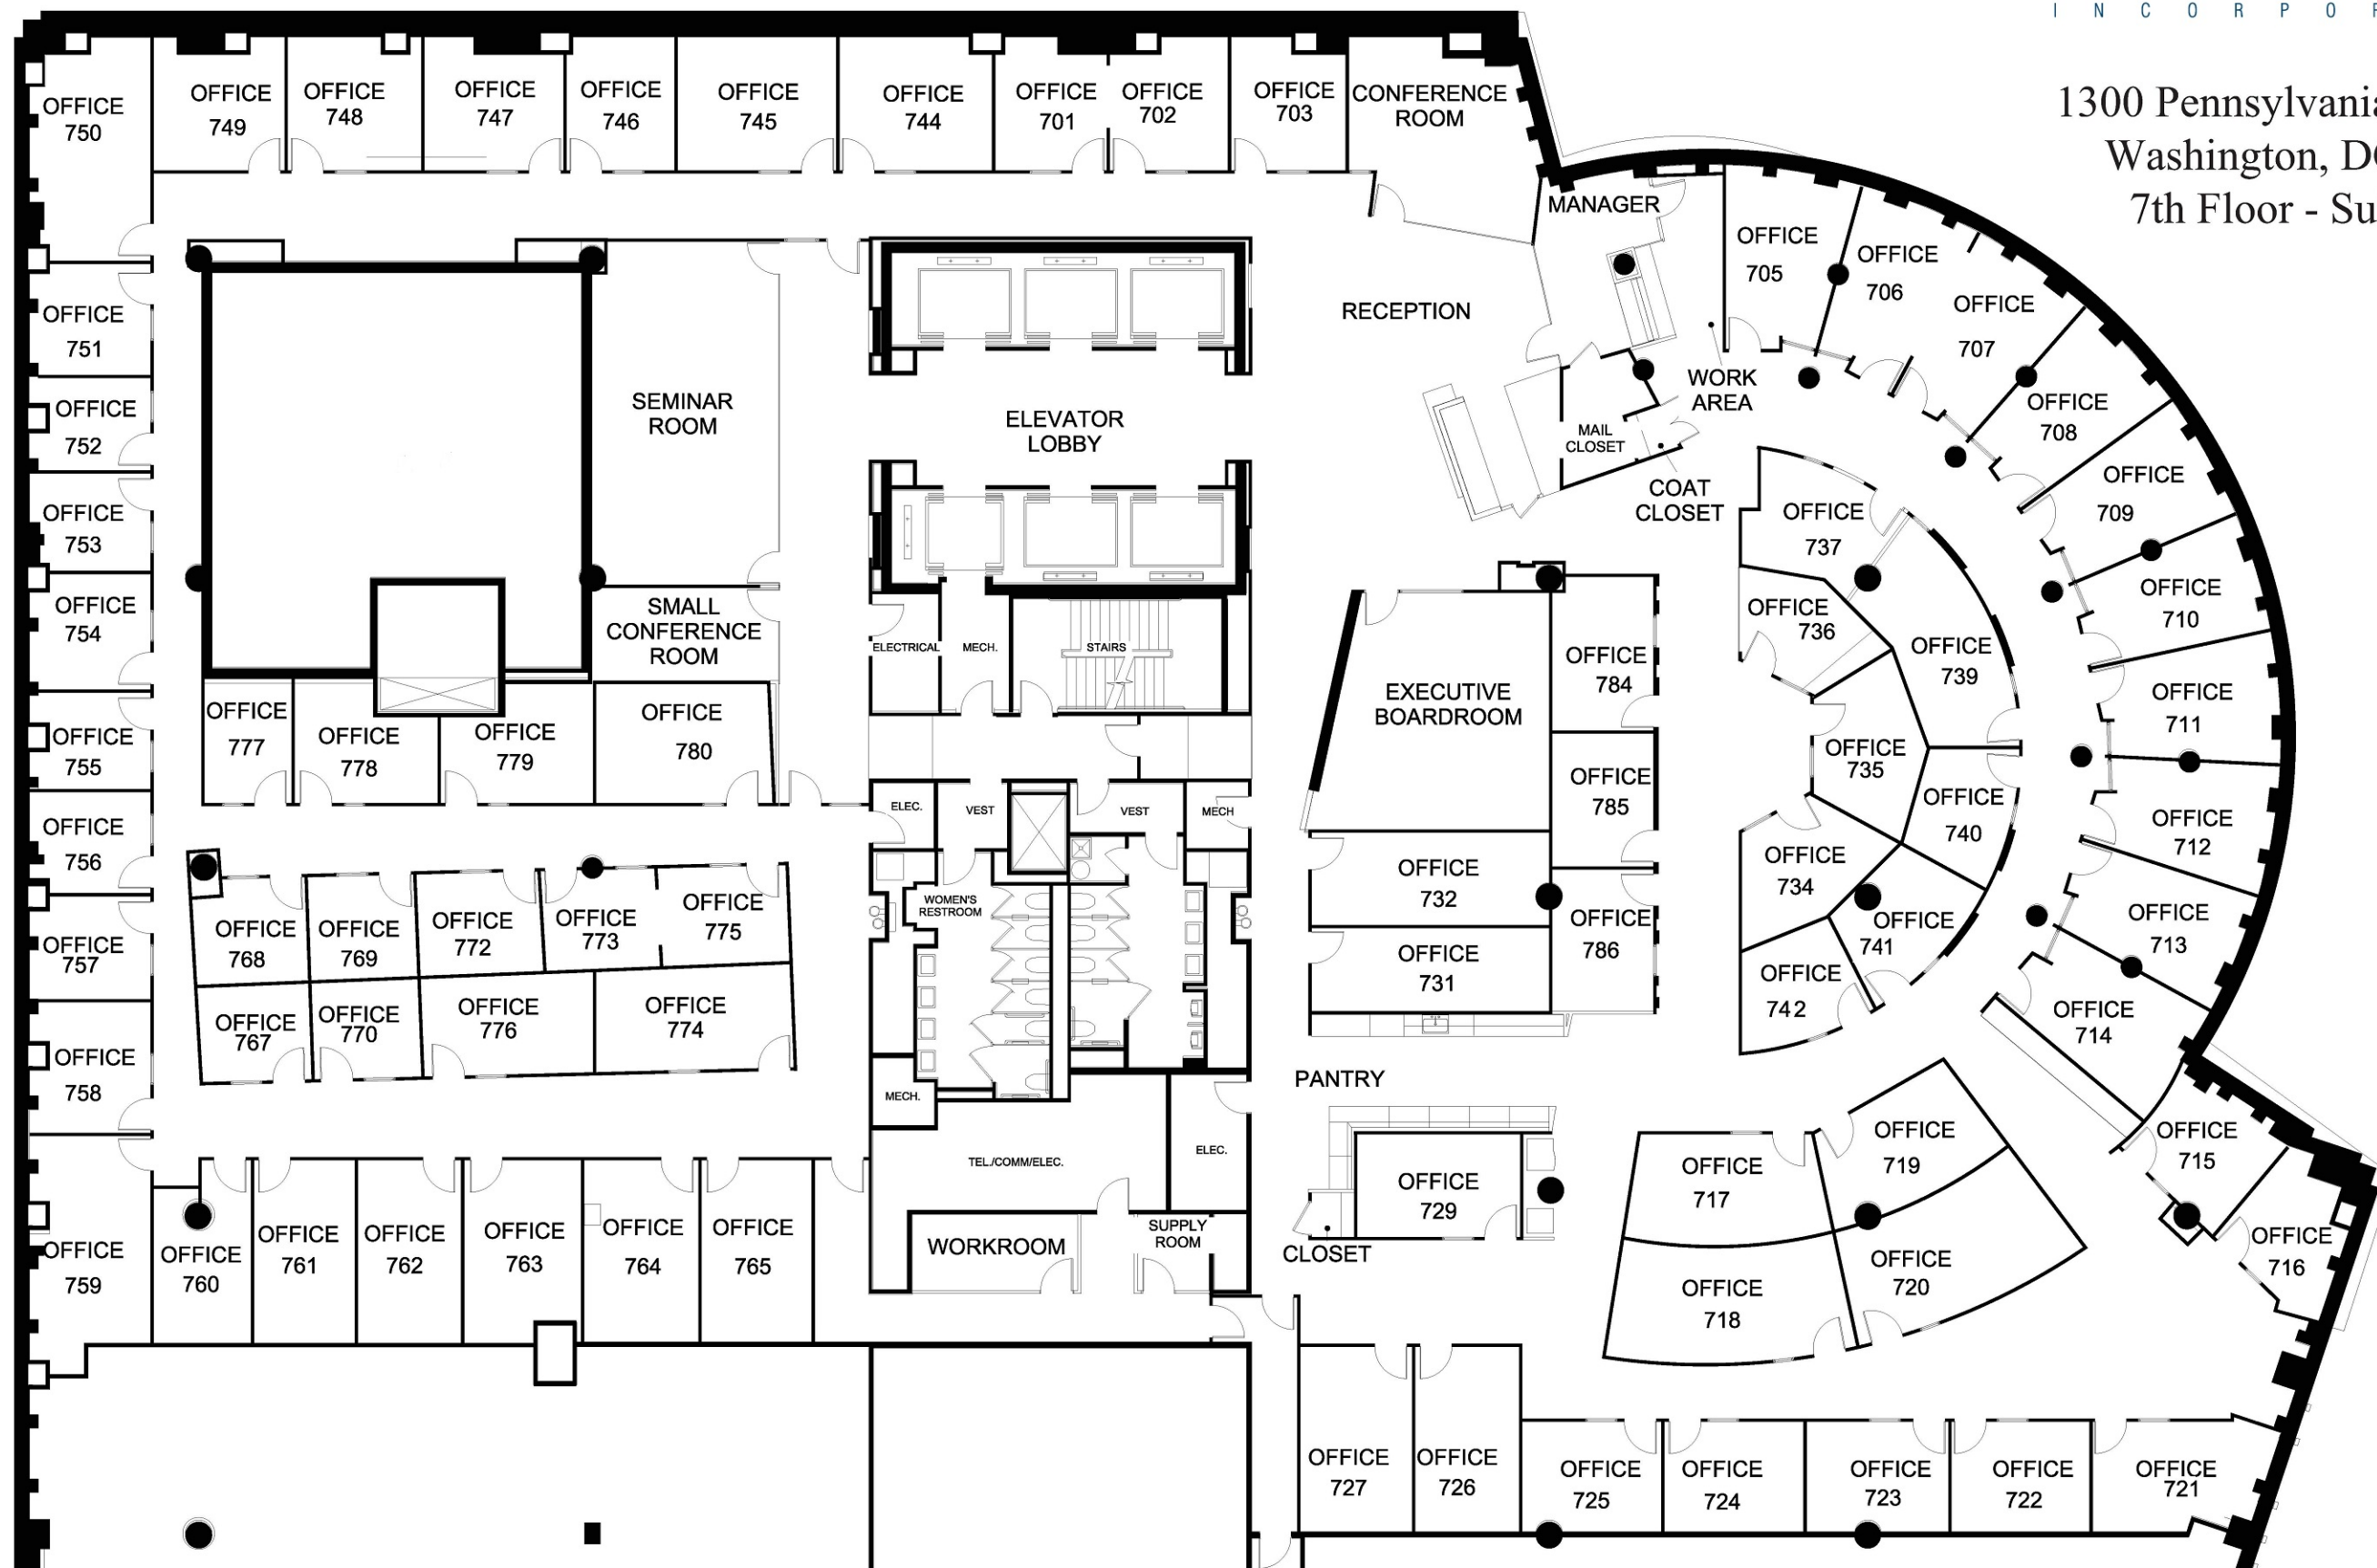 I N C O R P O
1300 Pennsylvania
Washington, D
7th Floor - Su
OFFICE
750
OFFICE
749
OFFICE
748
OFFICE
747
OFFICE
746
OFFICE
745
OFFICE
744
OFFICE
701
OFFICE
702
OFFICE
703
CONFERENCE
ROOM
MANAGER
OFFICE
705
OFFICE
706
OFFICE
707
OFFICE
708
OFFICE
709
OFFICE
710
OFFICE
711
OFFICE
712
OFFICE
713
OFFICE
714
OFFICE
715
OFFICE
716
RECEPTION
WORK
AREA
MAIL
CLOSET
COAT
CLOSET
ELEVATOR
LOBBY
SEMINAR
ROOM
SMALL
CONFERENCE
ROOM
OFFICE
751
OFFICE
752
OFFICE
753
OFFICE
754
OFFICE
755
OFFICE
756
OFFICE
757
OFFICE
758
OFFICE
759
OFFICE
777
OFFICE
778
OFFICE
779
OFFICE
780
ELECTRICAL
MECH.
STAIRS
ELEC.
VEST
VEST
MECH
WOMEN'S
RESTROOM
MECH.
TEL./COMM/ELEC.
ELEC.
WORKROOM
SUPPLY
ROOM
OFFICE
768
OFFICE
769
OFFICE
772
OFFICE
773
OFFICE
775
OFFICE
767
OFFICE
770
OFFICE
776
OFFICE
774
OFFICE
760
OFFICE
761
OFFICE
762
OFFICE
763
OFFICE
764
OFFICE
765
EXECUTIVE
BOARDROOM
OFFICE
784
OFFICE
785
OFFICE
786
OFFICE
732
OFFICE
731
PANTRY
OFFICE
729
CLOSET
OFFICE
737
OFFICE
736
OFFICE
739
OFFICE
735
OFFICE
740
OFFICE
734
OFFICE
741
OFFICE
742
OFFICE
717
OFFICE
719
OFFICE
718
OFFICE
720
OFFICE
727
OFFICE
726
OFFICE
725
OFFICE
724
OFFICE
723
OFFICE
722
OFFICE
721